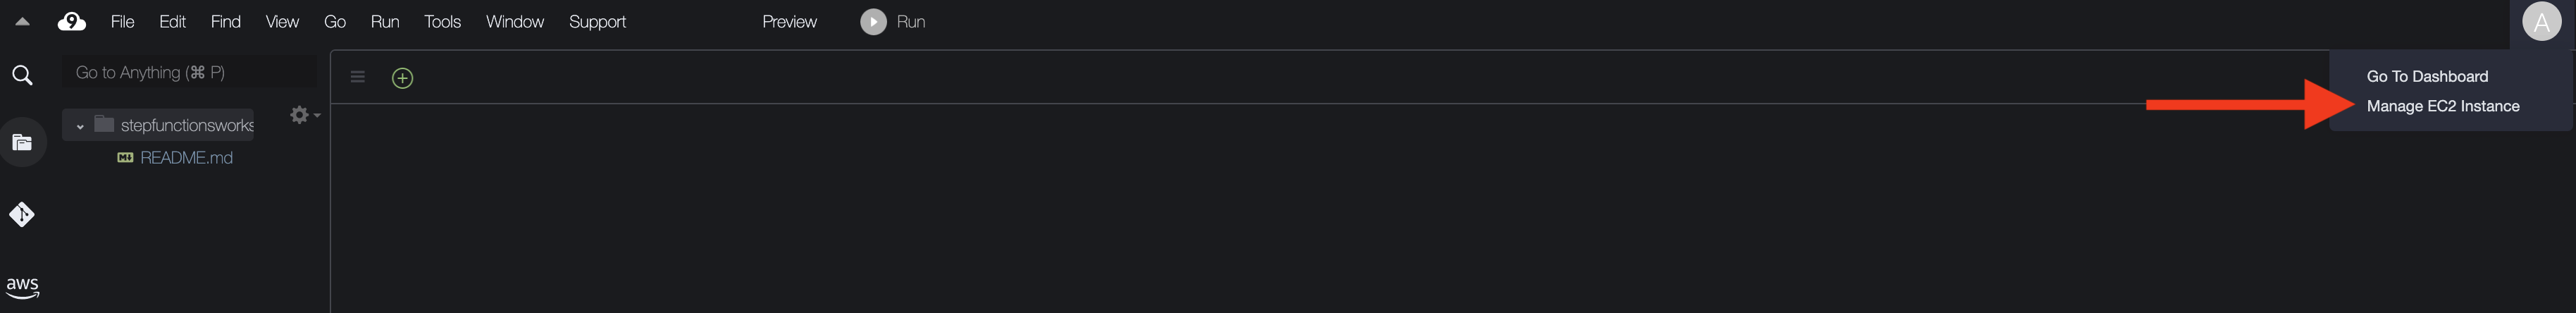 9 File Edit Find View Go Run Tools Window Support Preview Run A
Go to Anything (⌘ P)
Go To Dashboard
Manage EC2 Instance
stepfunctionsworks
M↓ README.md
aws